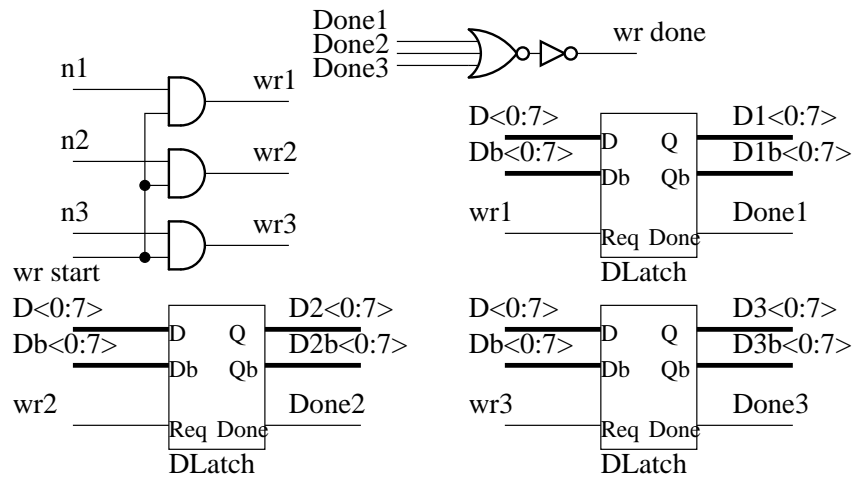 Done1
Done2
Done3
wr done
n1
wr1
n2
wr2
n3
wr3
wr start
D<0:7>
D1<0:7>
D
Q
Db<0:7>
D1b<0:7>
Db
Qb
wr1
Done1
Req
Done
DLatch
D<0:7>
D2<0:7>
D
Q
Db<0:7>
D2b<0:7>
Db
Qb
wr2
Done2
Req
Done
DLatch
D<0:7>
D3<0:7>
D
Q
Db<0:7>
D3b<0:7>
Db
Qb
wr3
Done3
Req
Done
DLatch